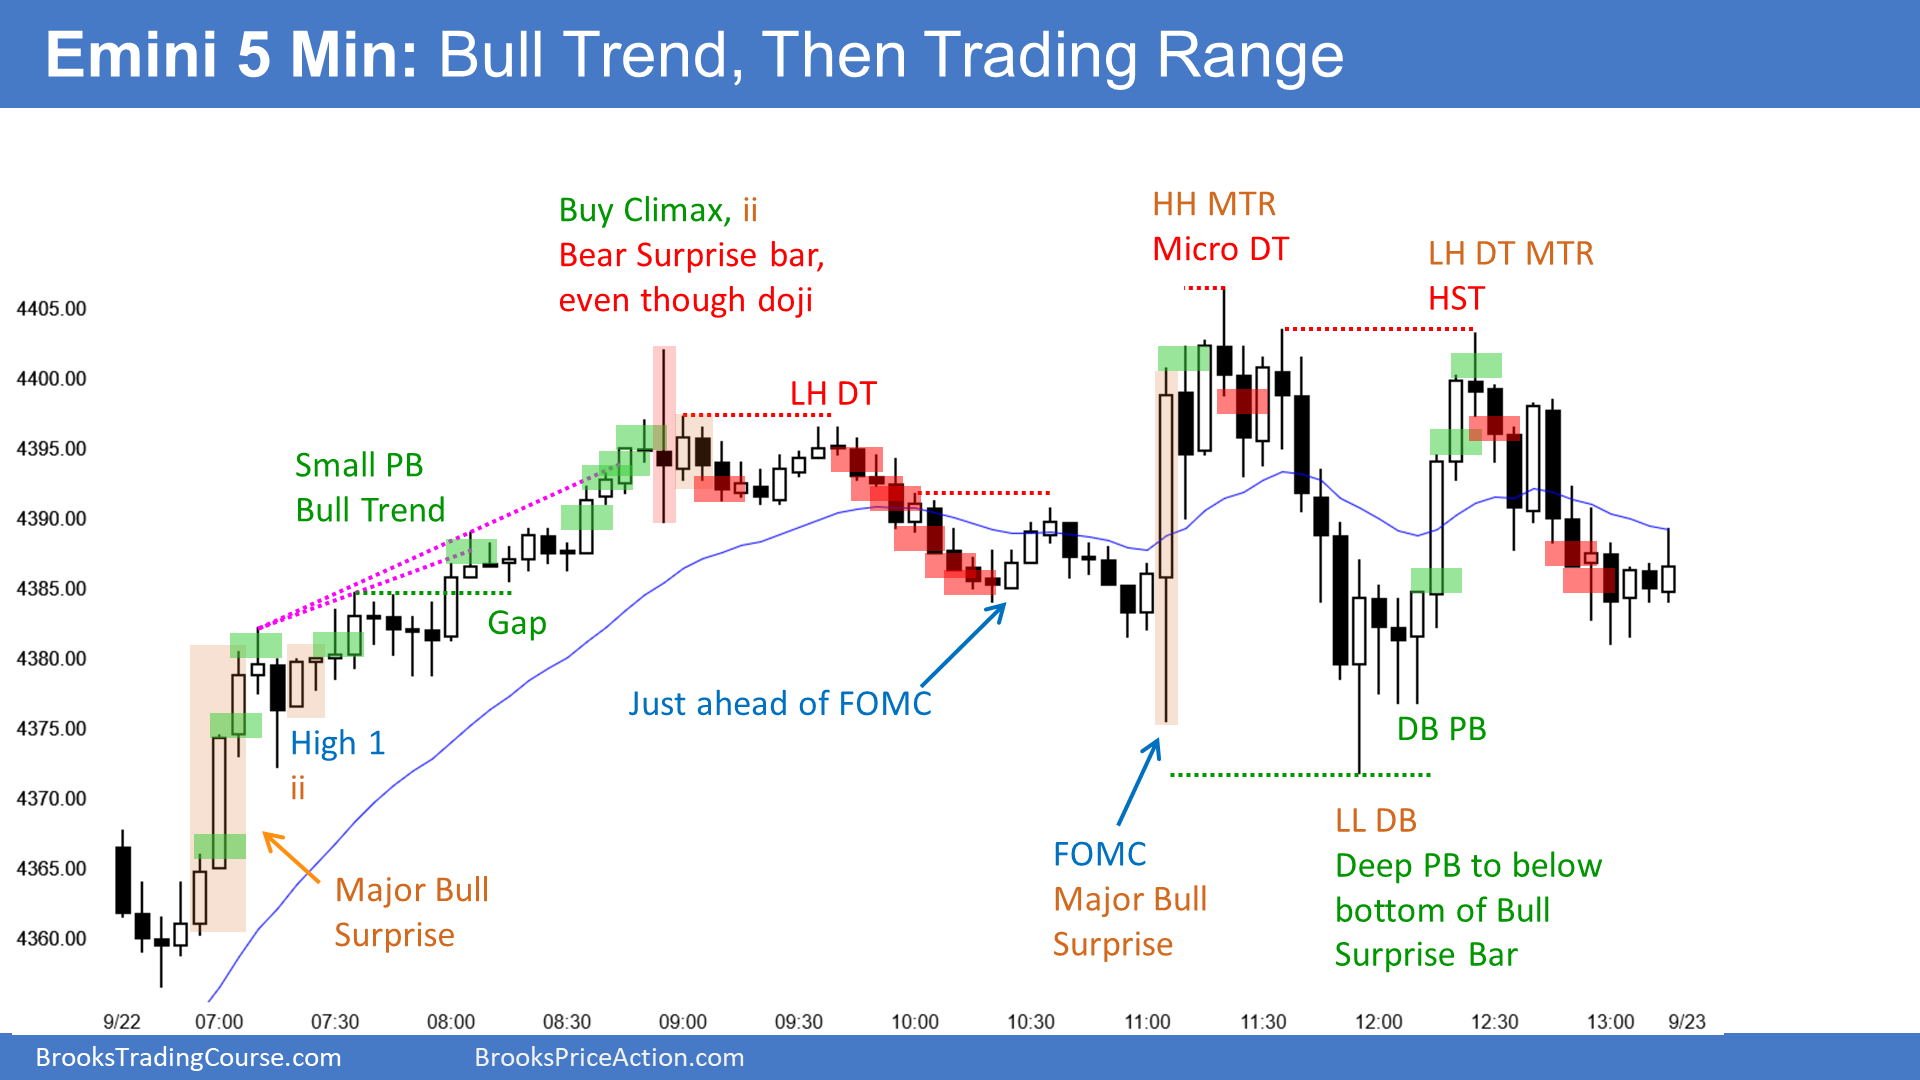 Emini 5 Min: Bull Trend, Then Trading Range
Buy Climax, ii
Bear Surprise bar,
even though doji
HH MTR
Micro DT
LH DT MTR
HST
LH DT
Small PB
Bull Trend
Gap
Just ahead of FOMC
High 1
ii
Major Bull
Surprise
FOMC
Major Bull
Surprise
DB PB
LL DB
Deep PB to below
bottom of Bull
Surprise Bar
4405.00
4400.00
4395.00
4390.00
4385.00
4380.00
4375.00
4370.00
4365.00
4360.00
9/22 07:00 07:30 08:00 08:30 09:00 09:30 10:00 10:30 11:00 11:30 12:00 12:30 13:00 9/23
BrooksTradingCourse.com BrooksPriceAction.com